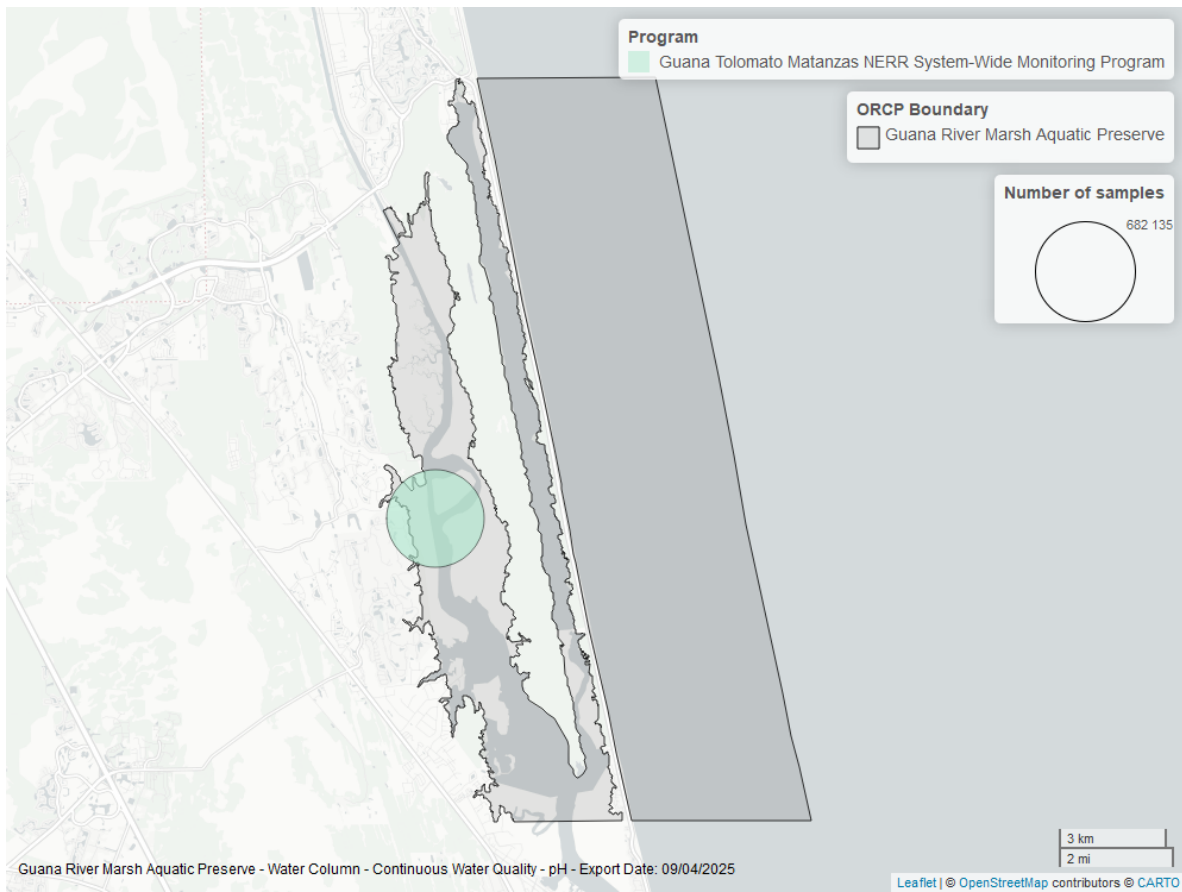 Program
Guana Tolomato Matanzas NERR System-Wide Monitoring Program
ORCP Boundary
Guana River Marsh Aquatic Preserve
Number of samples
682 135
3 km
2 mi
Guana River Marsh Aquatic Preserve - Water Column - Continuous Water Quality - pH - Export Date: 09/04/2025
Leaflet | © OpenStreetMap contributors © CARTO